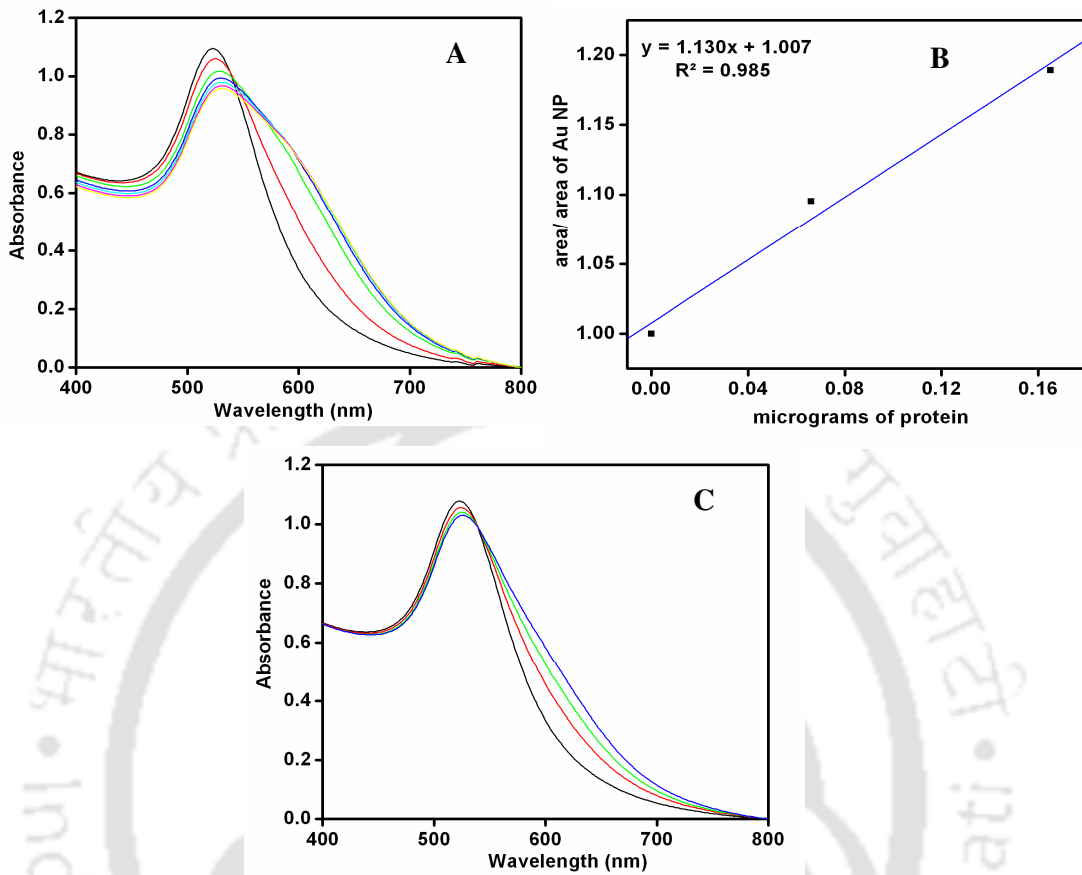 A
1.2
1.0
0.8
0.6
0.4
0.2
0.0
Absorbance
400
500
600
700
800
Wavelength (nm)
B
y = 1.130x + 1.007
R² = 0.985
1.20
1.15
1.10
1.05
1.00
area/ area of Au NP
0.00
0.04
0.08
0.12
0.16
micrograms of protein
C
1.2
1.0
0.8
0.6
0.4
0.2
0.0
Absorbance
400
500
600
700
800
Wavelength (nm)
भारतीय
गुवाहाटी
ati